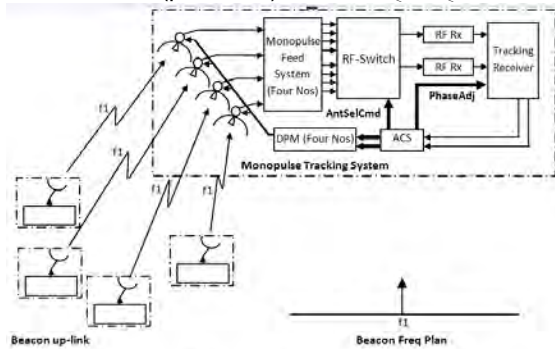 Monopulse
Feed
System
(Four Nos)
RF-Switch
RF Rx
RF Rx
Tracking
Receiver
AntSelCmd
PhaseAdj
DPM (Four Nos)
ACS
Monopulse Tracking System
f1
f1
f1
f1
Beacon up-link
f1
Beacon Freq Plan